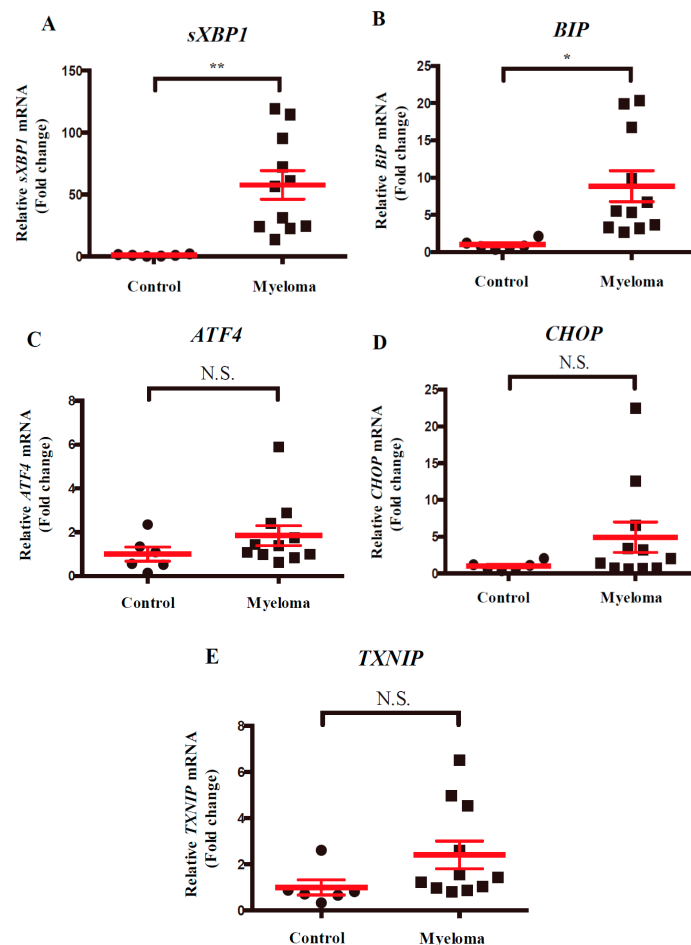 A
sXBP1
**
Relative sXBP1 mRNA
(Fold change)
150
100
50
0
Control
Myeloma
B
BIP
*
Relative BiP mRNA
(Fold change)
25
20
15
10
5
0
Control
Myeloma
C
ATF4
N.S.
Relative ATF4 mRNA
(Fold change)
8
6
4
2
0
Control
Myeloma
D
CHOP
N.S.
Relative CHOP mRNA
(Fold change)
25
20
15
10
5
0
Control
Myeloma
E
TXNIP
N.S.
Relative TXNIP mRNA
(Fold change)
8
6
4
2
0
Control
Myeloma